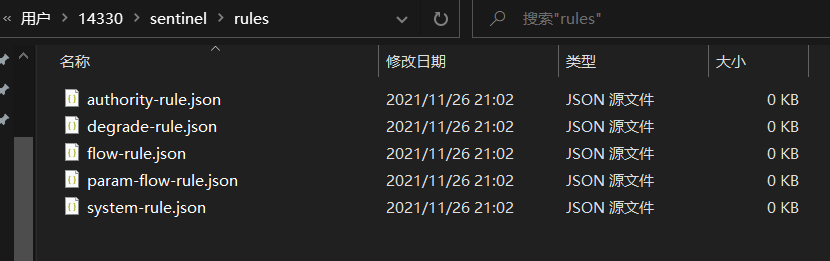 « 用户 > 14330 > sentinel > rules 搜索"rules"
名称 修改日期 类型 大小
authority-rule.json 2021/11/26 21:02 JSON 源文件 0 KB
degrade-rule.json 2021/11/26 21:02 JSON 源文件 0 KB
flow-rule.json 2021/11/26 21:02 JSON 源文件 0 KB
param-flow-rule.json 2021/11/26 21:02 JSON 源文件 0 KB
system-rule.json 2021/11/26 21:02 JSON 源文件 0 KB